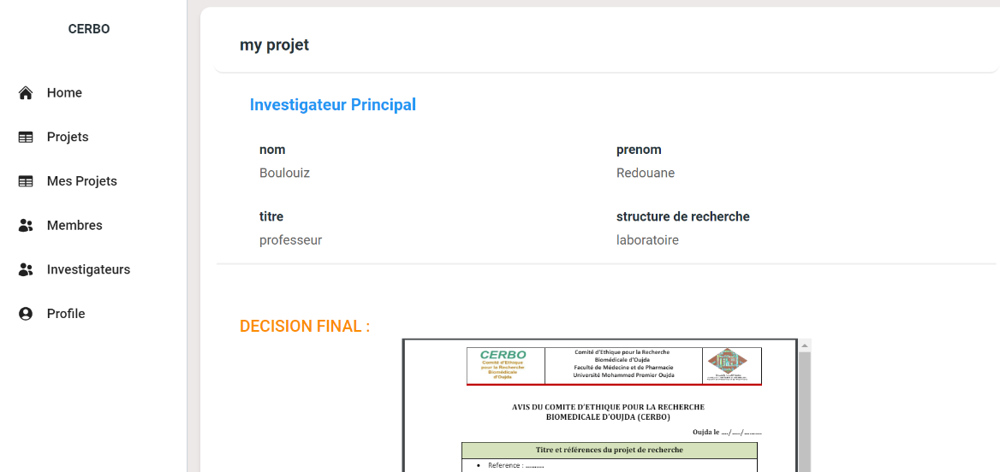 CERBO
Home
Projets
Mes Projets
Membres
Investigateurs
Profile
my projet
Investigateur Principal
nom
Boulouiz
prenom
Redouane
titre
professeur
structure de recherche
laboratoire
DECISION FINAL :
CERBO
Comité d'Ethique
pour la Recherche
Biomédicale
d'Oujda
Comité d'Ethique pour la Recherche
Biomédicale d'Oujda
Faculté de Médecine et de Pharmacie
Université Mohammed Premier Oujda
AVIS DU COMITE D'ETHIQUE POUR LA RECHERCHE
BIOMEDICALE D'OUJDA (CERBO)
Oujda le ..../...../..........
Titre et références du projet de recherche
• Reference : ..........